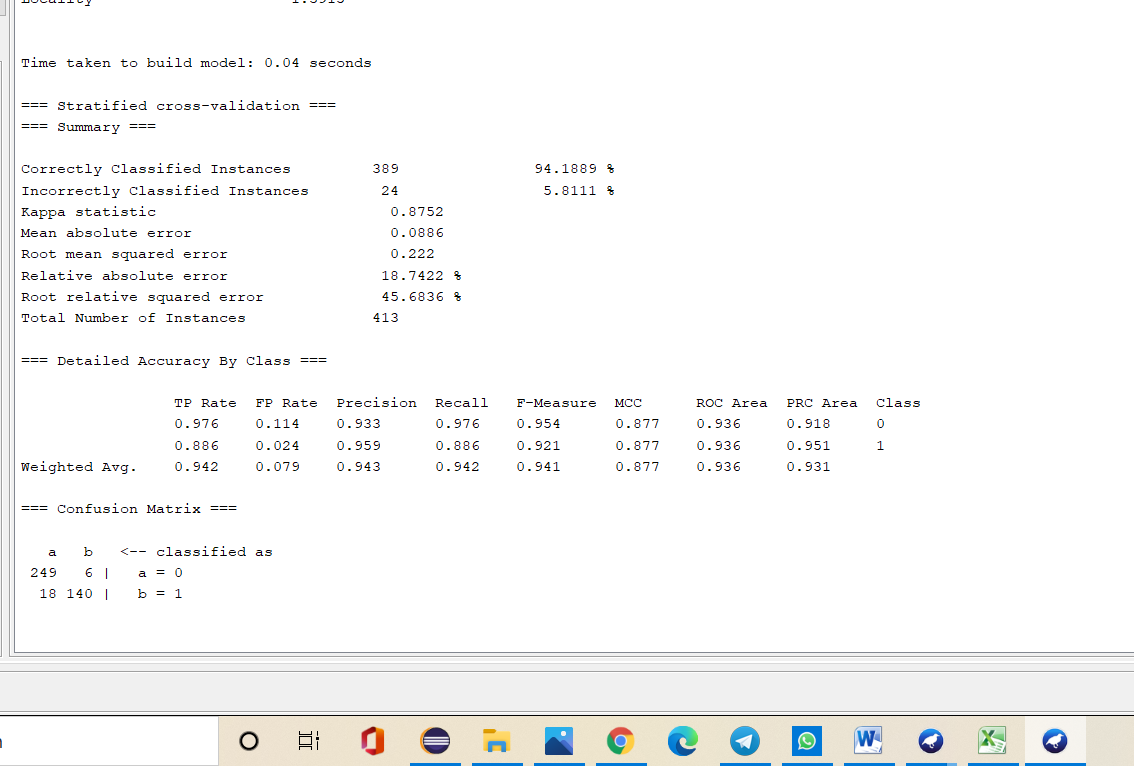 Time taken to build model: 0.04 seconds
=== Stratified cross-validation ===
=== Summary ===
Correctly Classified Instances 389 94.1889 %
Incorrectly Classified Instances 24 5.8111 %
Kappa statistic 0.8752
Mean absolute error 0.0886
Root mean squared error 0.222
Relative absolute error 18.7422 %
Root relative squared error 45.6836 %
Total Number of Instances 413
=== Detailed Accuracy By Class ===
TP Rate FP Rate Precision Recall F-Measure MCC ROC Area PRC Area Class
0.976 0.114 0.933 0.976 0.954 0.877 0.936 0.918 0
0.886 0.024 0.959 0.886 0.921 0.877 0.936 0.951 1
Weighted Avg. 0.942 0.079 0.943 0.942 0.941 0.877 0.936 0.931
=== Confusion Matrix ===
a b <-- classified as
249 6 | a = 0
18 140 | b = 1